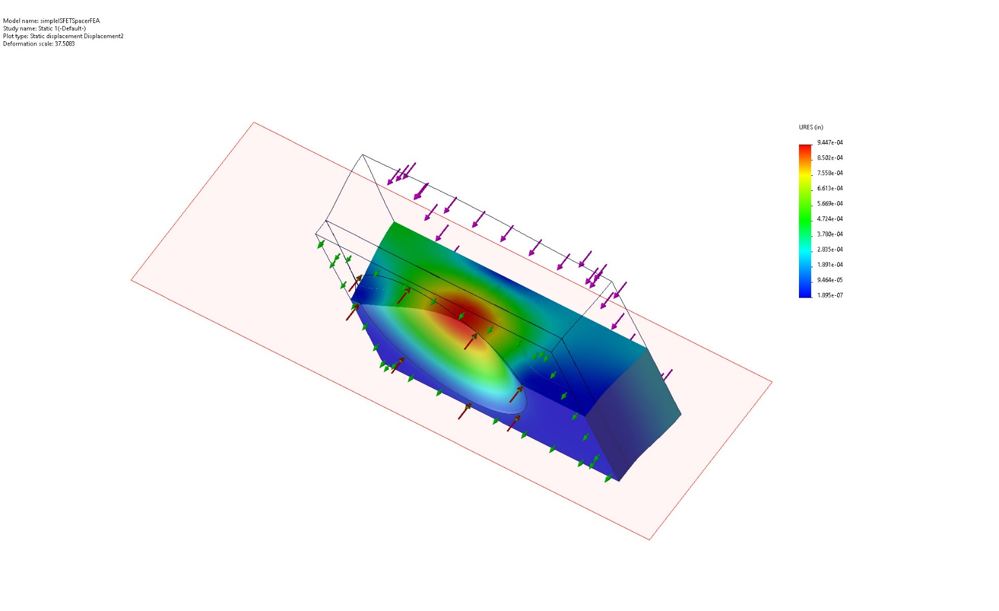 Model name: simpleISFETSpacerFEA
Study name: Static 1(-Default-)
Plot type: Static displacement Displacement2
Deformation scale: 37.5083
URES (in)
9.447e-04
8.502e-04
7.558e-04
6.613e-04
5.669e-04
4.724e-04
3.780e-04
2.835e-04
1.891e-04
9.464e-05
1.895e-07